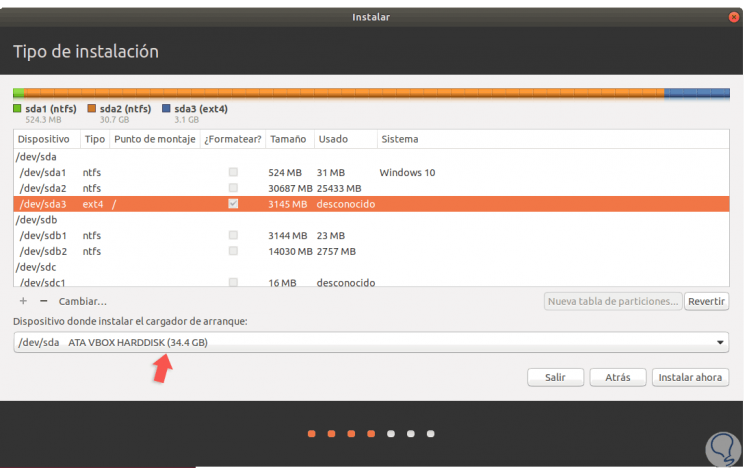 Instalar
Tipo de instalación
sda1 (ntfs) sda2 (ntfs) sda3 (ext4)
524.3 MB 30.7 GB 3.1 GB
Dispositivo Tipo Punto de montaje ¿Formatear? Tamaño Usado Sistema
/dev/sda
/dev/sda1 ntfs 524 MB 31 MB Windows 10
/dev/sda2 ntfs 30687 MB 25433 MB
/dev/sda3 ext4 / 3145 MB desconocido
/dev/sdb
/dev/sdb1 ntfs 3144 MB 23 MB
/dev/sdb2 ntfs 14030 MB 2757 MB
/dev/sdc
/dev/sdc1 16 MB desconocido
+ − Cambiar... Nueva tabla de particiones... Revertir
Dispositivo donde instalar el cargador de arranque:
/dev/sda ATA VBOX HARDDISK (34.4 GB)
Salir Atrás Instalar ahora